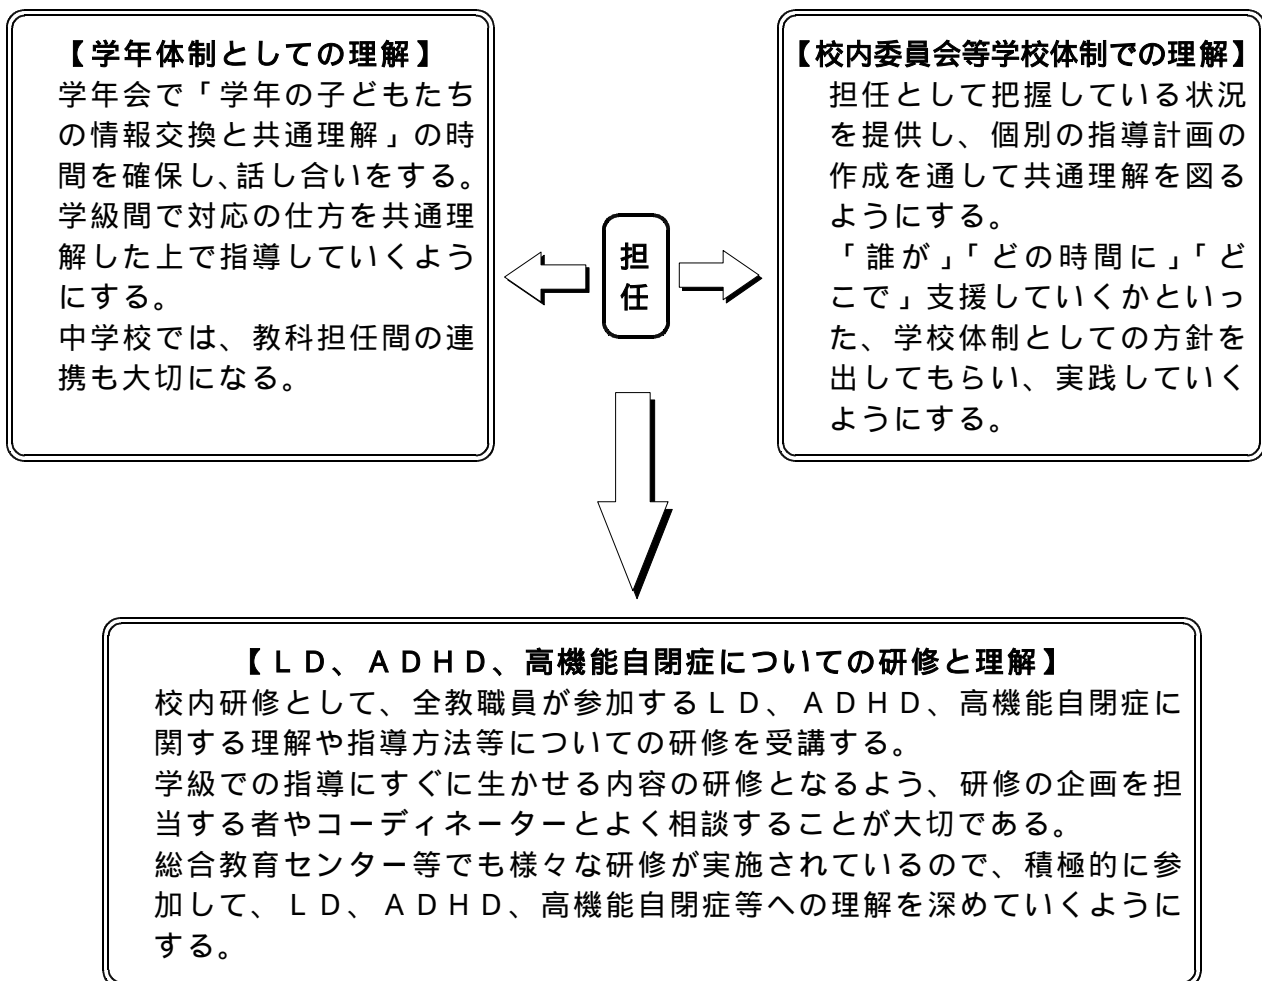 【学年体制としての理解】
学年会で「学年の子どもたち
の情報交換と共通理解」の時
間を確保し、話し合いをする。
学級間で対応の仕方を共通理
解した上で指導していくよう
にする。
中学校では、教科担任間の連
携も大切になる。
担
任
【校内委員会等学校体制での理解】
担任として把握している状況
を提供し、個別の指導計画の
作成を通して共通理解を図る
ようにする。
「誰が」「どの時間に」「ど
こで」支援していくかといっ
た、学校体制としての方針を
出してもらい、実践していく
ようにする。
【ＬＤ、ＡＤＨＤ、高機能自閉症についての研修と理解】
校内研修として、全教職員が参加するＬＤ、ＡＤＨＤ、高機能自閉症に
関する理解や指導方法等についての研修を受講する。
学級での指導にすぐに生かせる内容の研修となるよう、研修の企画を担
当する者やコーディネーターとよく相談することが大切である。
総合教育センター等でも様々な研修が実施されているので、積極的に参
加して、ＬＤ、ＡＤＨＤ、高機能自閉症等への理解を深めていくように
する。